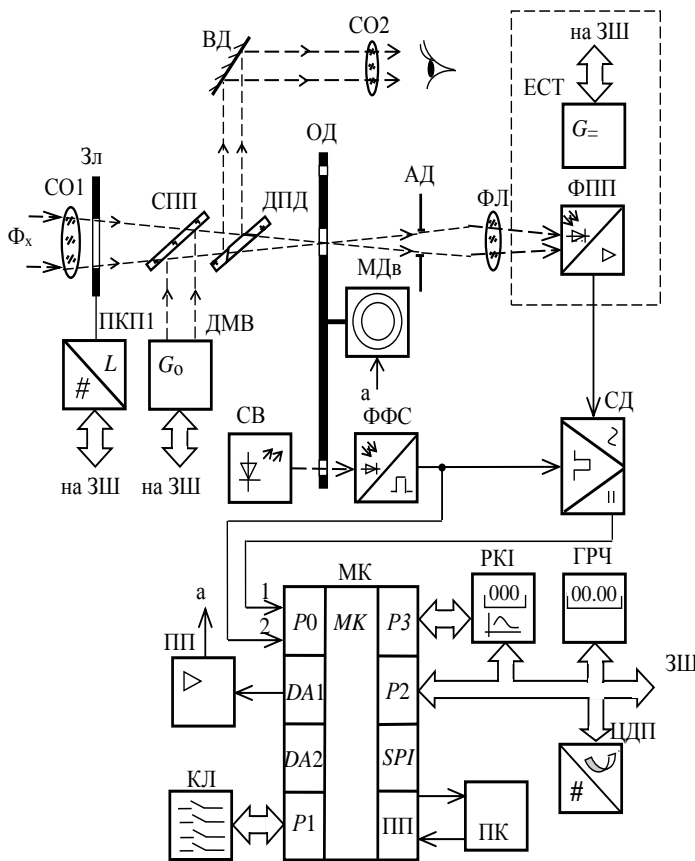 ВД
СО2
на ЗШ
ЕСТ
G=
ОД
Зл
СО1
СПП
ДПД
АД
ФЛ
ФПП
Фх
МДв
ПКП1
ДМВ
L
#
G0
а
СВ
ФФС
СД
на ЗШ
на ЗШ
МК
РКІ
ГРЧ
а
1
2
P0
MK
P3
000
00.00
ПП
ЗШ
DA1
P2
ЦДП
DA2
SPI
#
КЛ
P1
ПП
ПК